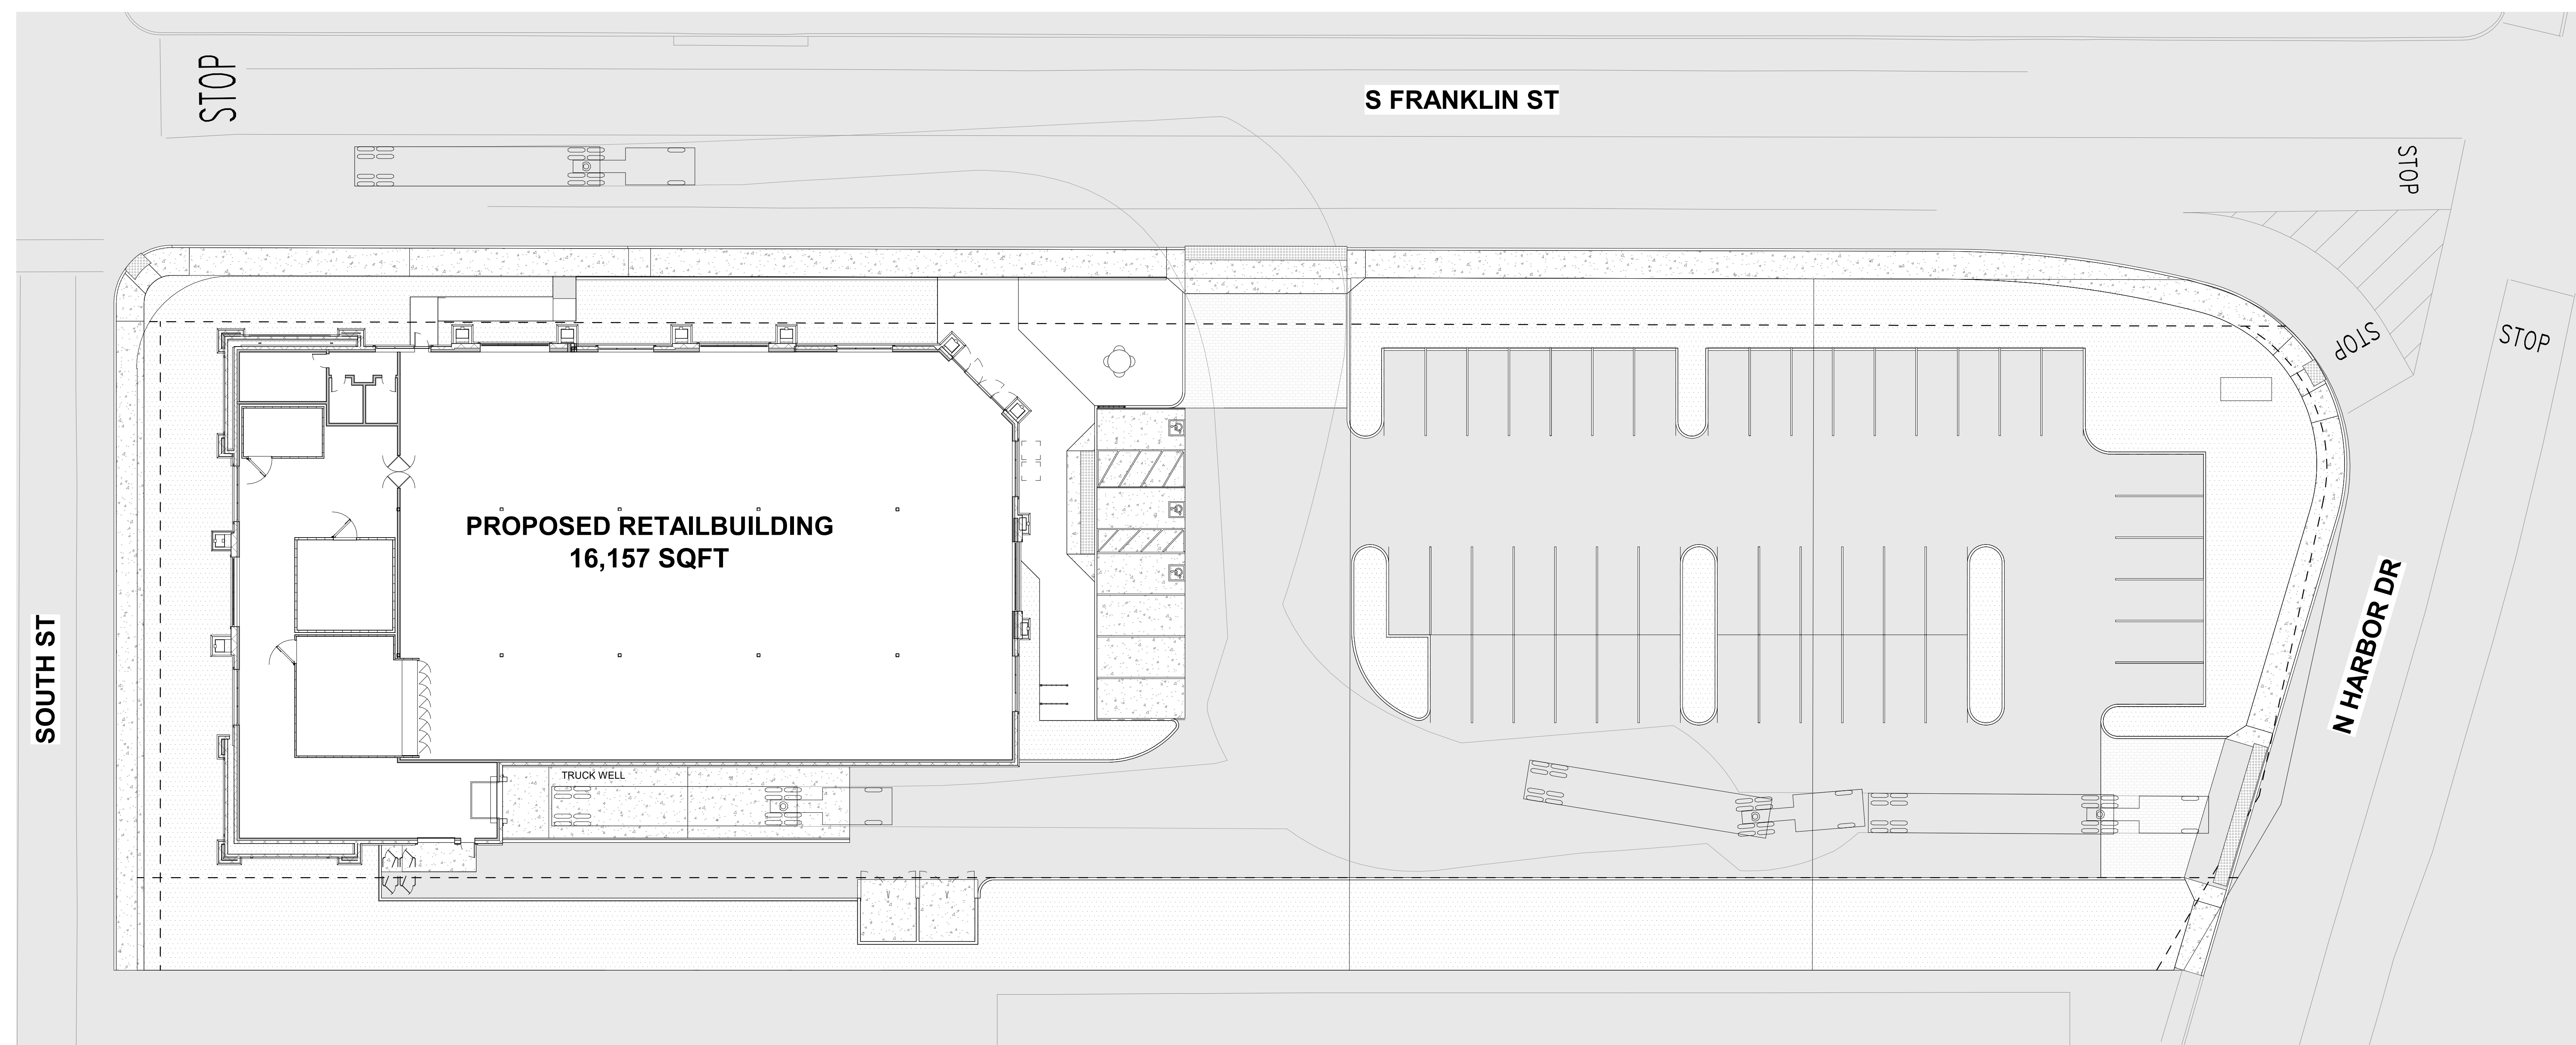 STOP
S FRANKLIN ST
STOP
STOP
STOP
PROPOSED RETAILBUILDING
16,157 SQFT
SOUTH ST
N HARBOR DR
TRUCK WELL